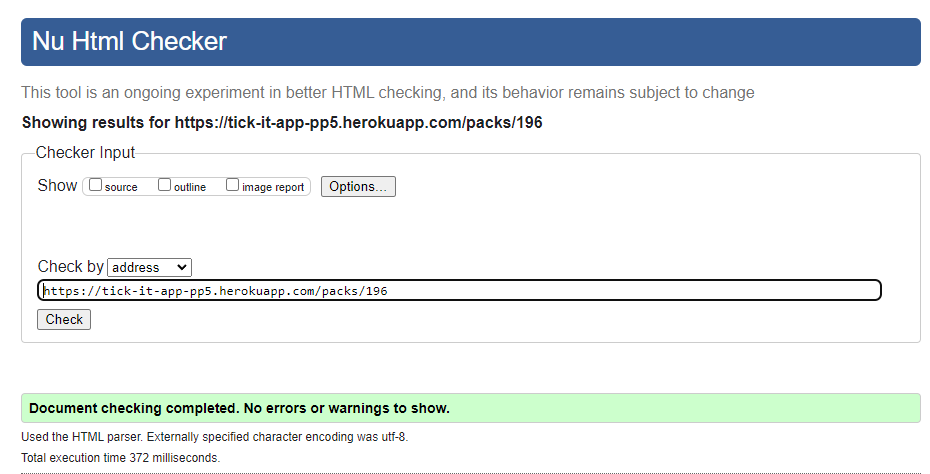 Nu Html Checker
This tool is an ongoing experiment in better HTML checking, and its behavior remains subject to change
Showing results for https://tick-it-app-pp5.herokuapp.com/packs/196
Checker Input
Show source outline image report Options...
Check by address
https://tick-it-app-pp5.herokuapp.com/packs/196
Check
Document checking completed. No errors or warnings to show.
Used the HTML parser. Externally specified character encoding was utf-8.
Total execution time 372 milliseconds.